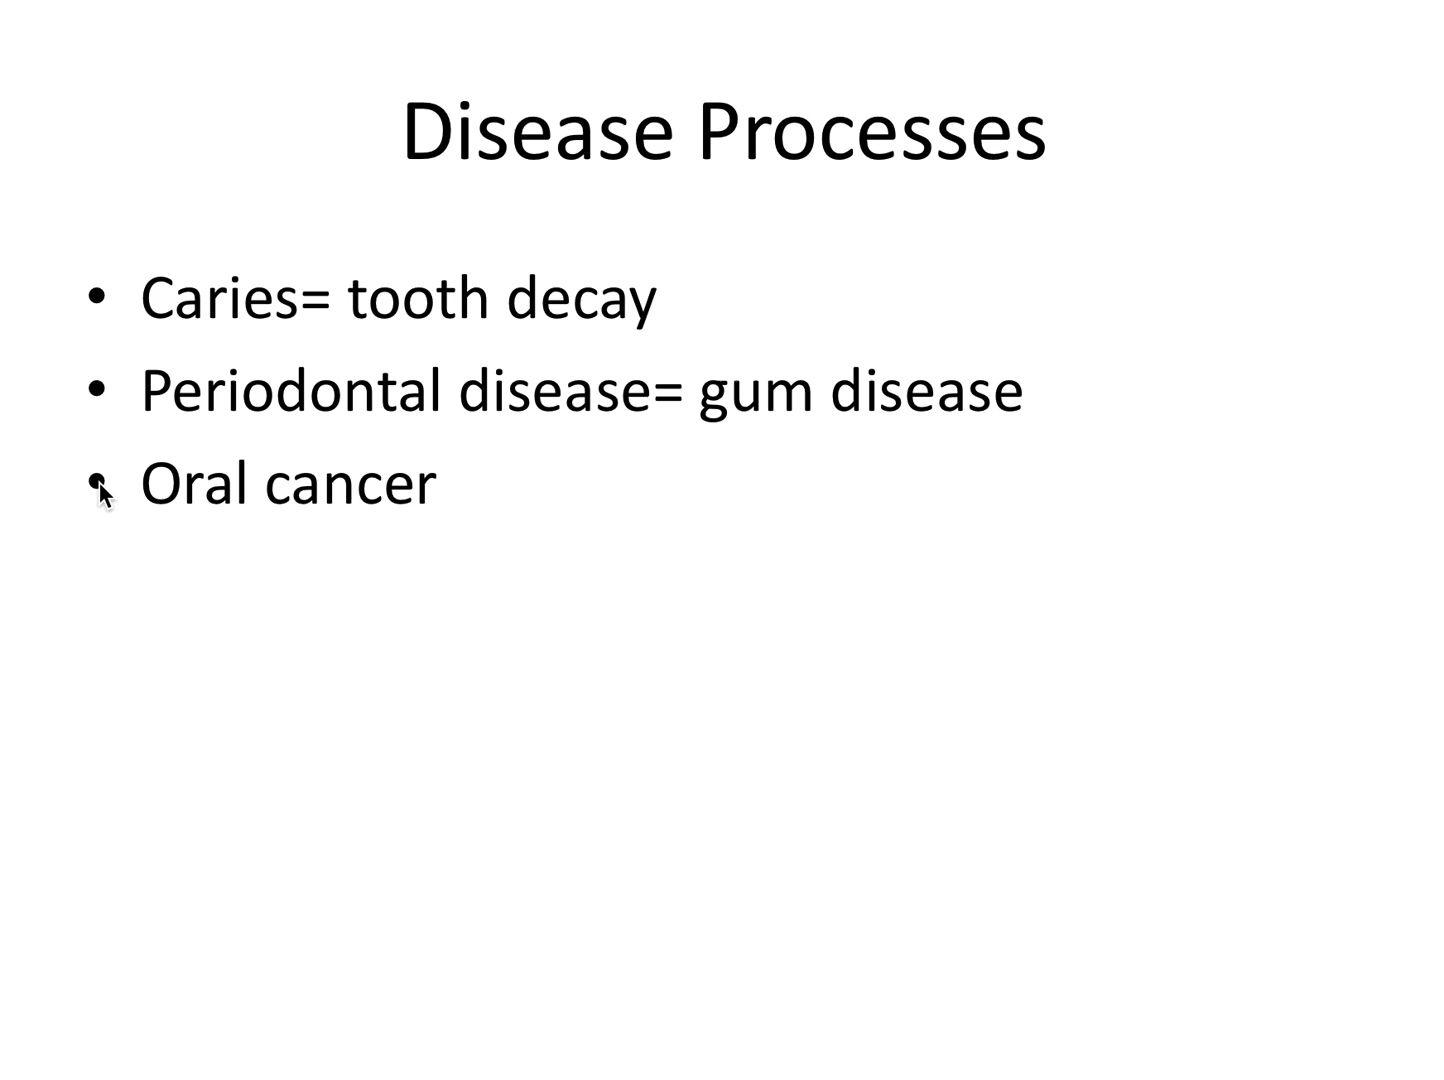 Disease Processes
• Caries= tooth decay
• Periodontal disease= gum disease
• Oral cancer